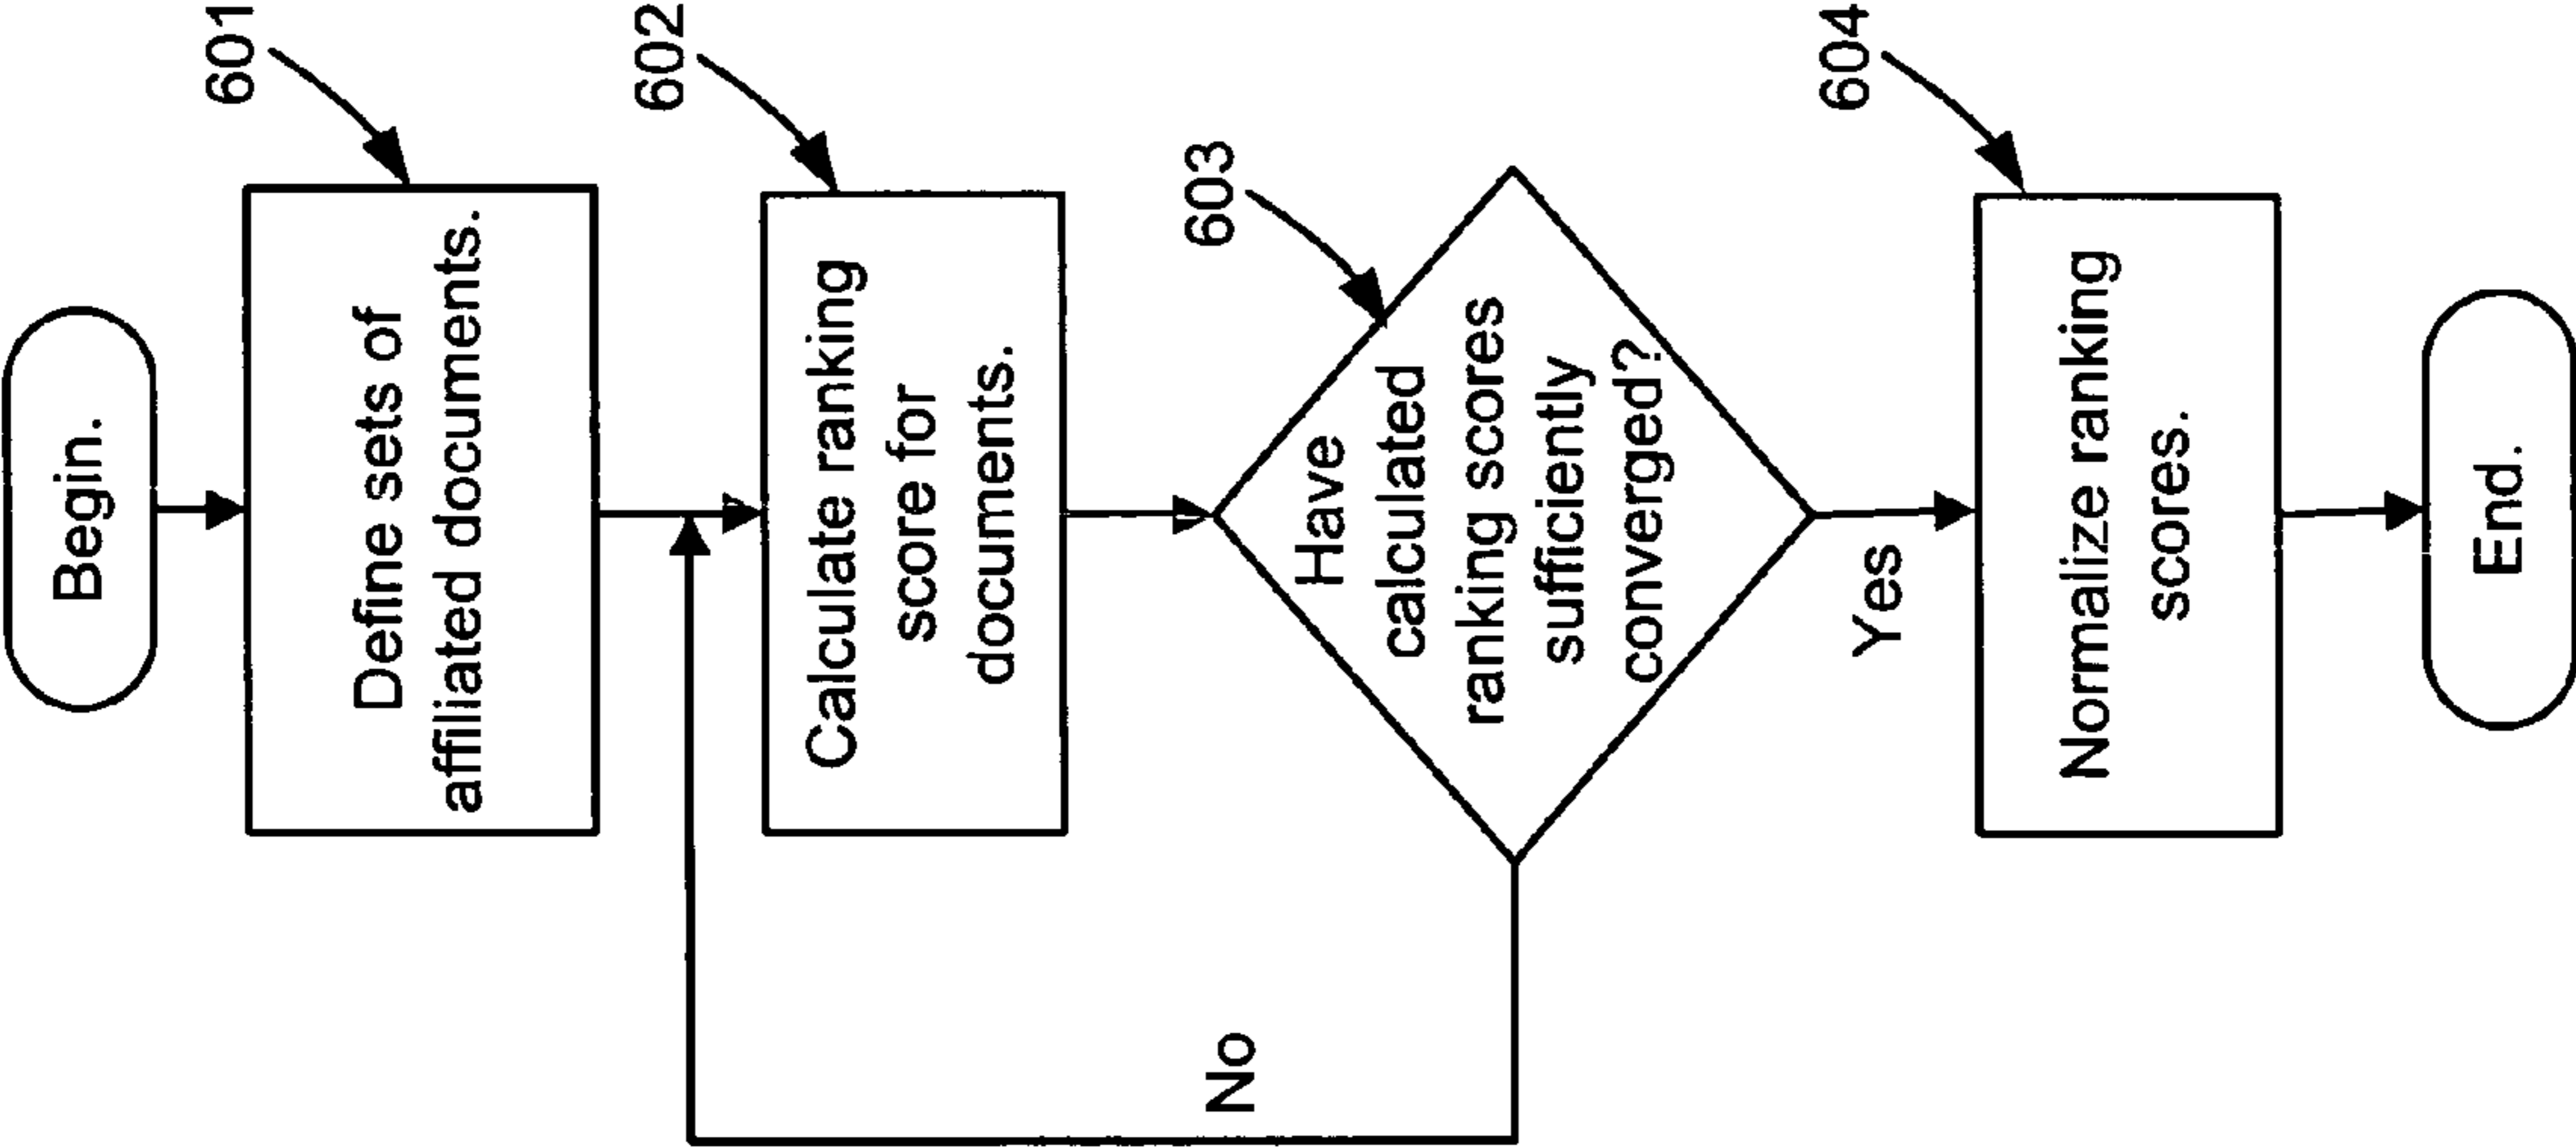 Begin.
601
Define sets of
affiliated documents.
602
Calculate ranking
score for
documents.
603
Have
calculated
ranking scores
sufficiently
converged?
No
Yes
604
Normalize ranking
scores.
End.